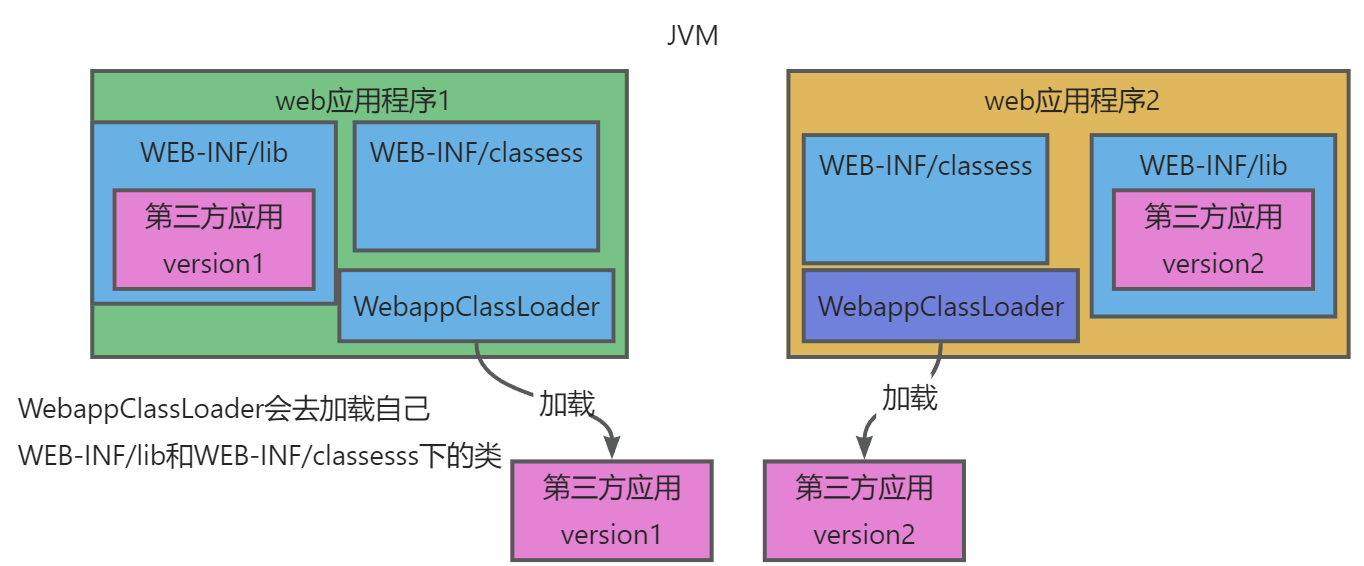 JVM
web应用程序1
WEB-INF/lib
WEB-INF/classess
第三方应用
version1
WebappClassLoader
web应用程序2
WEB-INF/classess
WEB-INF/lib
第三方应用
version2
WebappClassLoader
加载
加载
WebappClassLoader会去加载自己
WEB-INF/lib和WEB-INF/classesss下的类
第三方应用
version1
第三方应用
version2